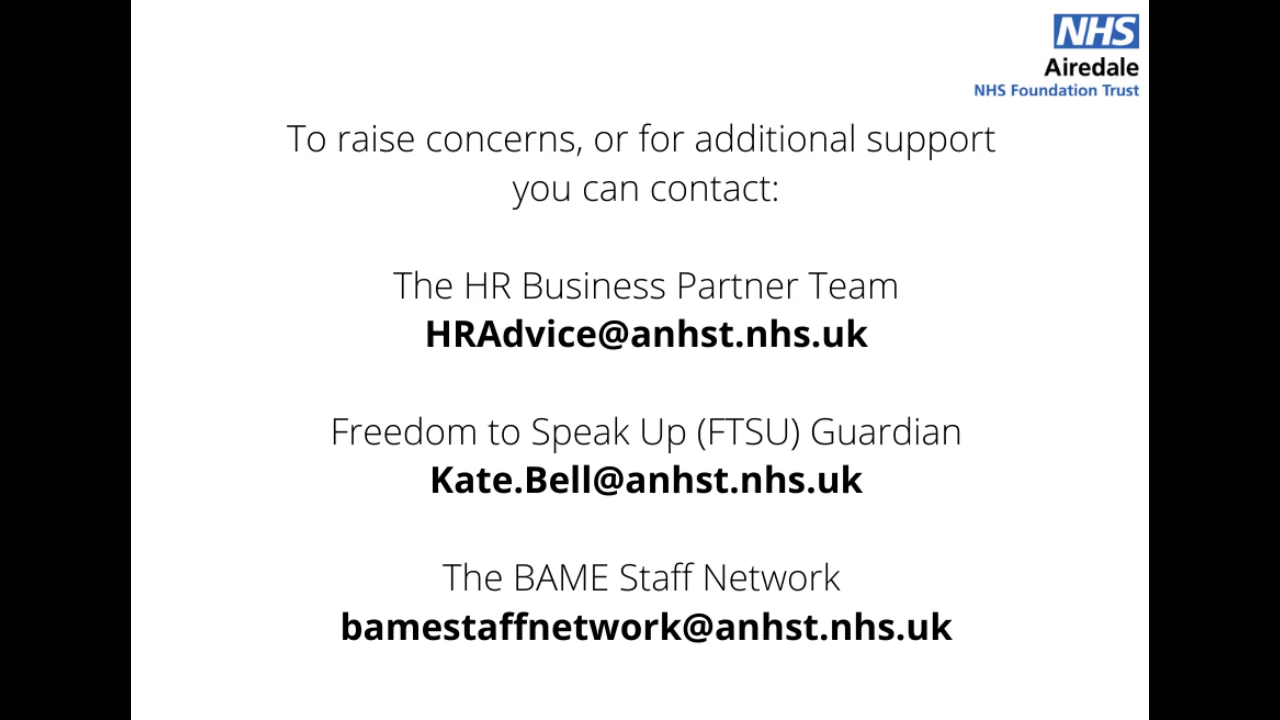 NHS
Airedale
NHS Foundation Trust
To raise concerns, or for additional support
you can contact:
The HR Business Partner Team
HRAdvice@anhst.nhs.uk
Freedom to Speak Up (FTSU) Guardian
Kate.Bell@anhst.nhs.uk
The BAME Staff Network
bamestaffnetwork@anhst.nhs.uk